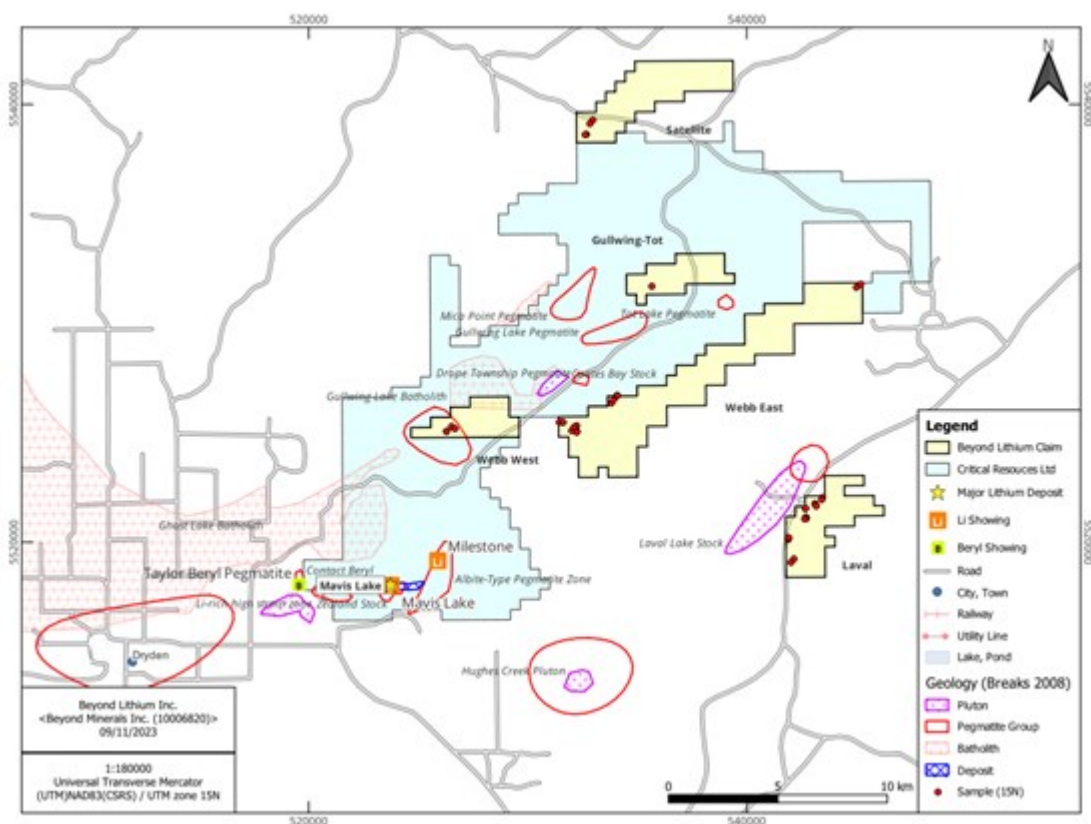 520000
540000
N
5540000
5540000
Satellite
Gullwing-Tot
Mica Point Pegmatite
Tot Lake Pegmatite
Gullwing Lake Pegmatite
Drope Township Pegmatite
Bay Stock
Gullwing Lake Batholith
Webb East
Webb West
Ghost Lake Batholith
Laval Lake Stock
5520000
Milestone
Laval
Taylor Beryl Pegmatite
Contact Beryl
Mavis Lake
Albite-Type Pegmatite Zone
Zealand Stock
Mavis Lake
Dryden
Hughes Creek Pluton
Legend
Beyond Lithium Claim
Critical Resouces Ltd
Major Lithium Deposit
Li Showing
Beryl Showing
Road
City, Town
Railway
Utility Line
Lake, Pond
Geology (Breaks 2008)
Pluton
Pegmatite Group
Batholith
Deposit
Sample (15N)
Beyond Lithium Inc.
<Beyond Minerals Inc. (10006820)>
09/11/2023
1:180000
Universal Transverse Mercator
(UTM)NAD83(CSRS) / UTM zone 15N
0 5 10 km
520000
540000